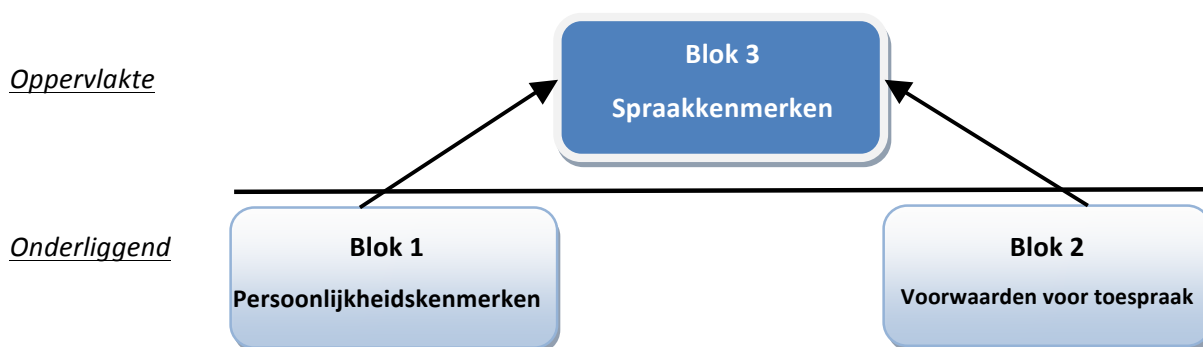 Oppervlakte
Blok 3
Spraakkenmerken
Onderliggend
Blok 1
Persoonlijkheidskenmerken
Blok 2
Voorwaarden voor toespraak